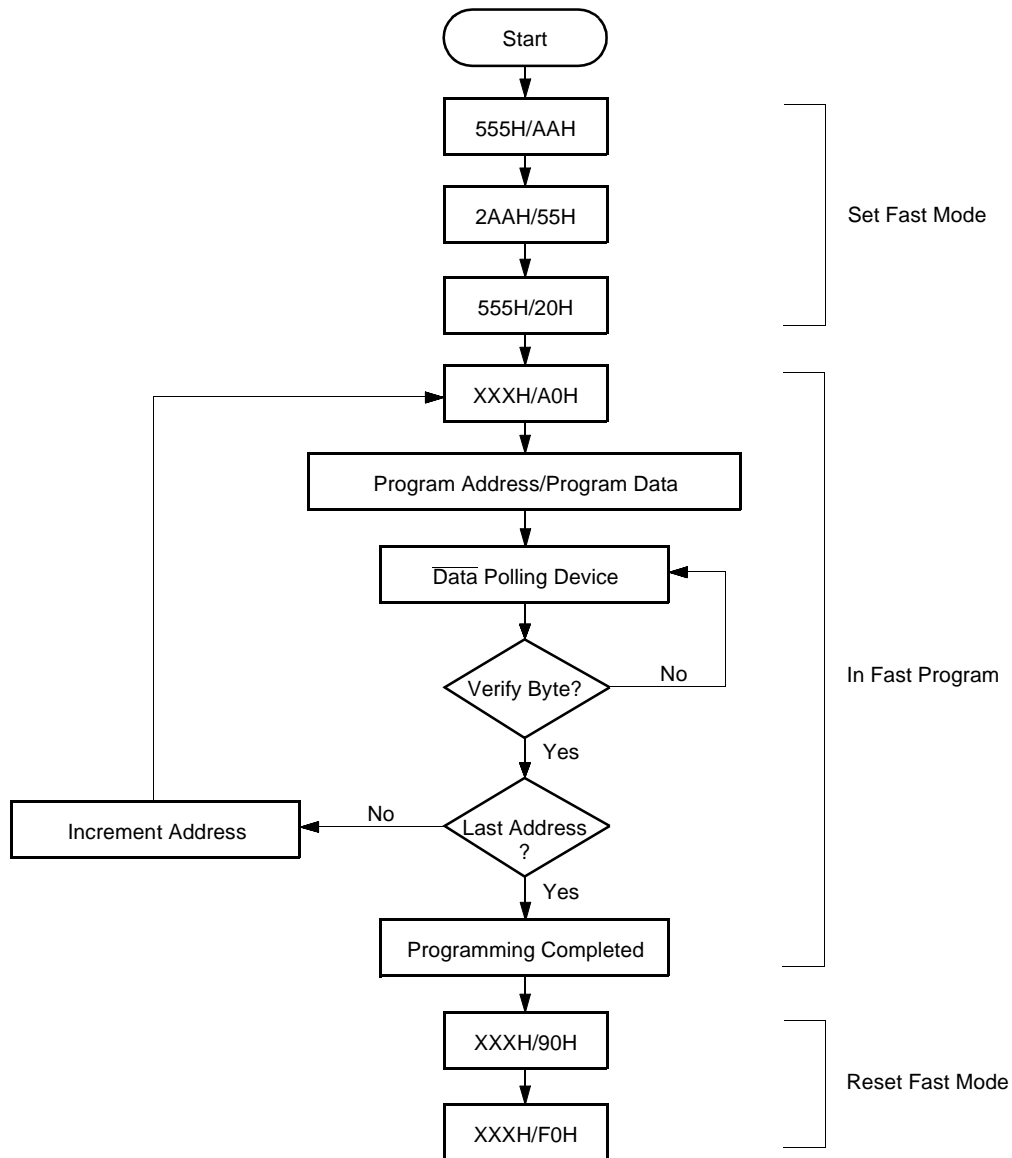 Start
555H/AAH
2AAH/55H
Set Fast Mode
555H/20H
XXXH/A0H
Program Address/Program Data
Data Polling Device
Verify Byte?
No
In Fast Program
Yes
Increment Address
No
Last Address
?
Yes
Programming Completed
XXXH/90H
Reset Fast Mode
XXXH/F0H